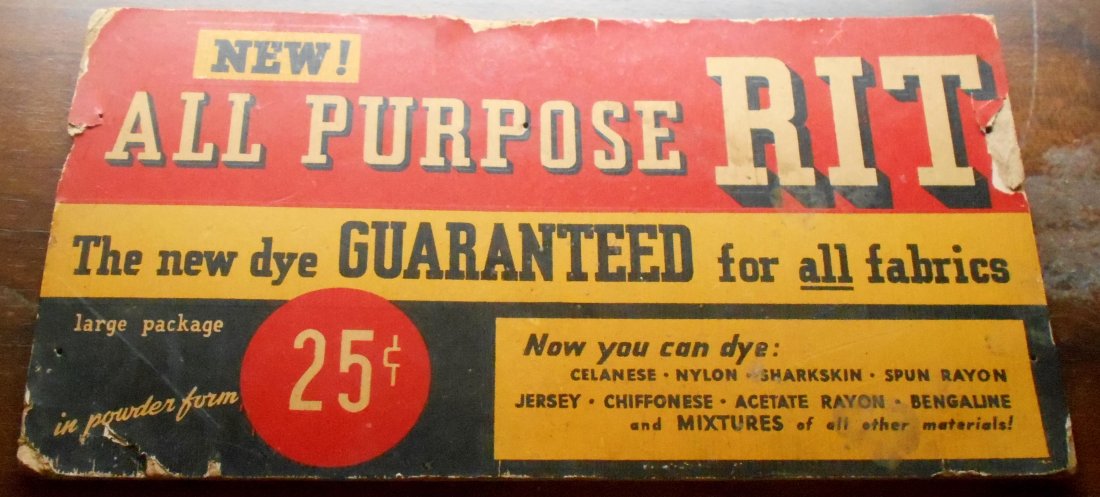 NEW!
ALL PURPOSE RIT
The new dye GUARANTEED for all fabrics
large package
25¢
in powder form
Now you can dye:
CELANESE · NYLON · SHARKSKIN · SPUN RAYON
JERSEY · CHIFFONESE · ACETATE RAYON · BENGALINE
and MIXTURES of all other materials!